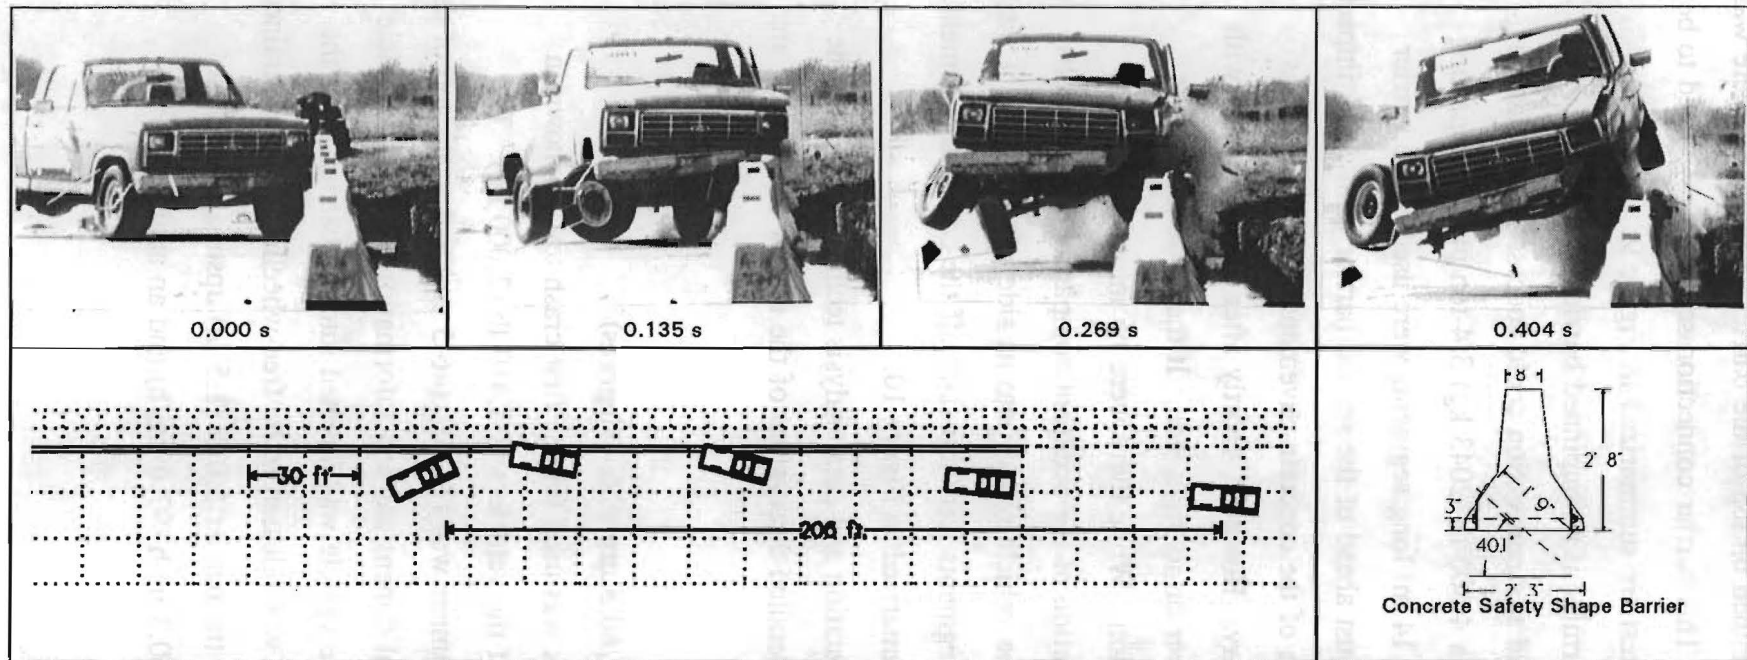 0.000 s
0.135 s
0.269 s
0.404 s
30 ft
206 ft.
8"
2' 8"
3"
40.1°
2' 3"
Concrete Safety Shape Barrier